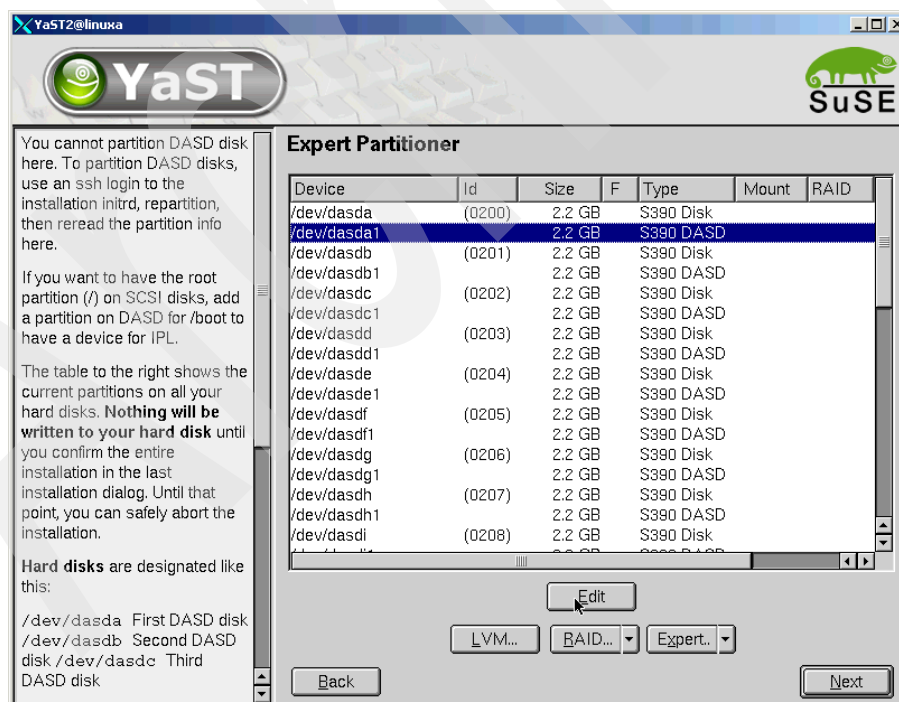 YaST2@linuxa
YaST
SuSE
You cannot partition DASD disk
here. To partition DASD disks,
use an ssh login to the
installation initrd, repartition,
then reread the partition info
here.
If you want to have the root
partition (/) on SCSI disks, add
a partition on DASD for /boot to
have a device for IPL.
The table to the right shows the
current partitions on all your
hard disks. Nothing will be
written to your hard disk until
you confirm the entire
installation in the last
installation dialog. Until that
point, you can safely abort the
installation.
Hard disks are designated like
this:
/dev/dasda First DASD disk
/dev/dasdb Second DASD
disk /dev/dasdc Third
DASD disk
Expert Partitioner
Device Id Size F Type Mount RAID
/dev/dasda (0200) 2.2 GB S390 Disk
/dev/dasda1 2.2 GB S390 DASD
/dev/dasdb (0201) 2.2 GB S390 Disk
/dev/dasdb1 2.2 GB S390 DASD
/dev/dasdc (0202) 2.2 GB S390 Disk
/dev/dasdc1 2.2 GB S390 DASD
/dev/dasdd (0203) 2.2 GB S390 Disk
/dev/dasdd1 2.2 GB S390 DASD
/dev/dasde (0204) 2.2 GB S390 Disk
/dev/dasde1 2.2 GB S390 DASD
/dev/dasdf (0205) 2.2 GB S390 Disk
/dev/dasdf1 2.2 GB S390 DASD
/dev/dasdg (0206) 2.2 GB S390 Disk
/dev/dasdg1 2.2 GB S390 DASD
/dev/dasdh (0207) 2.2 GB S390 Disk
/dev/dasdh1 2.2 GB S390 DASD
/dev/dasdi (0208) 2.2 GB S390 Disk
Edit
LVM... RAID... Expert..
Back Next